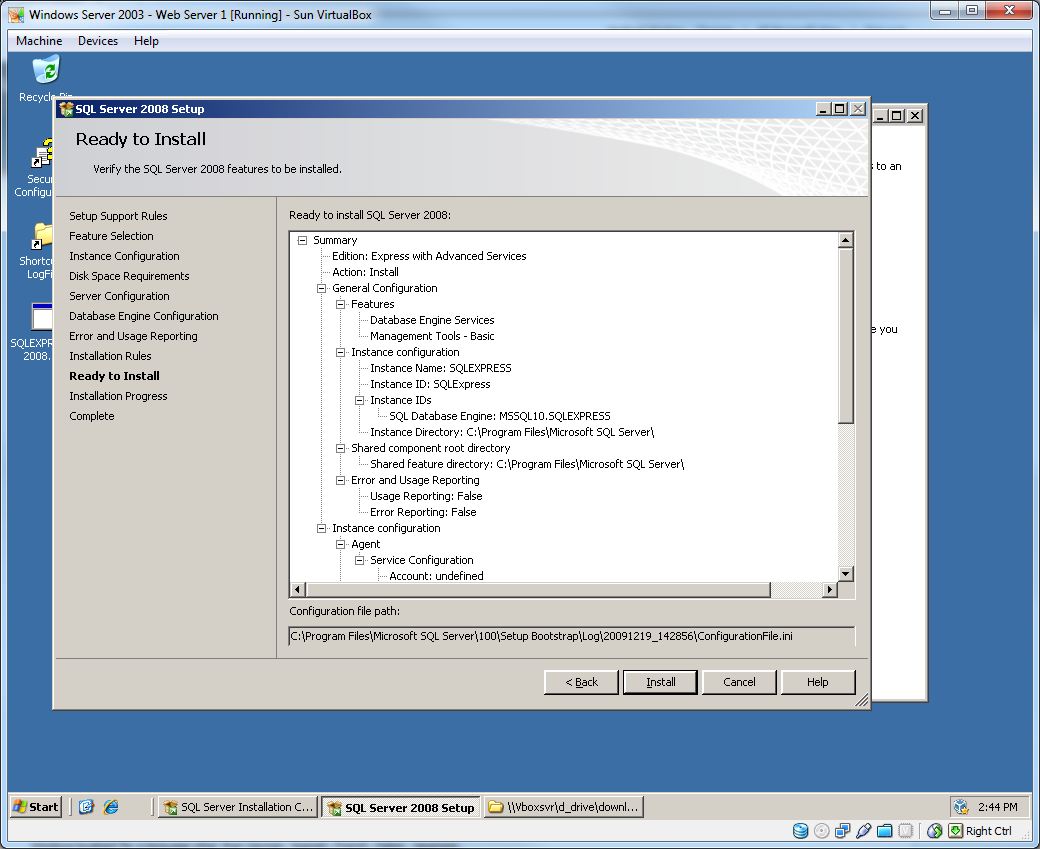 Windows Server 2003 - Web Server 1 [Running] - Sun VirtualBox
Machine Devices Help
Recycle Bin
SQL Server 2008 Setup
Ready to Install
Verify the SQL Server 2008 features to be installed.
s to an
Secu
Configu
Shortc
LogFi
SQLEXPR
2008.
e you
Setup Support Rules
Feature Selection
Instance Configuration
Disk Space Requirements
Server Configuration
Database Engine Configuration
Error and Usage Reporting
Installation Rules
Ready to Install
Installation Progress
Complete
Ready to install SQL Server 2008:
Summary
Edition: Express with Advanced Services
Action: Install
General Configuration
Features
Database Engine Services
Management Tools - Basic
Instance configuration
Instance Name: SQLEXPRESS
Instance ID: SQLExpress
Instance IDs
SQL Database Engine: MSSQL10.SQLEXPRESS
Instance Directory: C:\Program Files\Microsoft SQL Server\
Shared component root directory
Shared feature directory: C:\Program Files\Microsoft SQL Server\
Error and Usage Reporting
Usage Reporting: False
Error Reporting: False
Instance configuration
Agent
Service Configuration
Account: undefined
Configuration file path:
C:\Program Files\Microsoft SQL Server\100\Setup Bootstrap\Log\20091219_142856\ConfigurationFile.ini
< Back Install Cancel Help
Start SQL Server Installation C... SQL Server 2008 Setup \\Vboxsvr\d_drive\downl... 2:44 PM
Right Ctrl